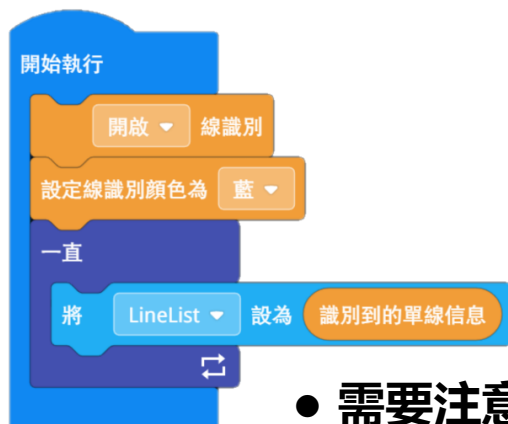 開始執行
開啟 線識別
設定線識別顏色為 藍
一直
將 LineList 設為 識別到的單線信息
● 需要注意